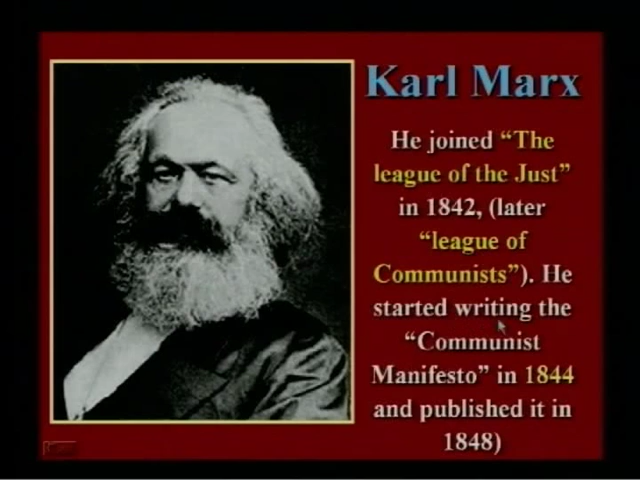 Karl Marx
He joined “The
league of the Just”
in 1842, (later
“league of
Communists”). He
started writing the
“Communist
Manifesto” in 1844
and published it in
1848)